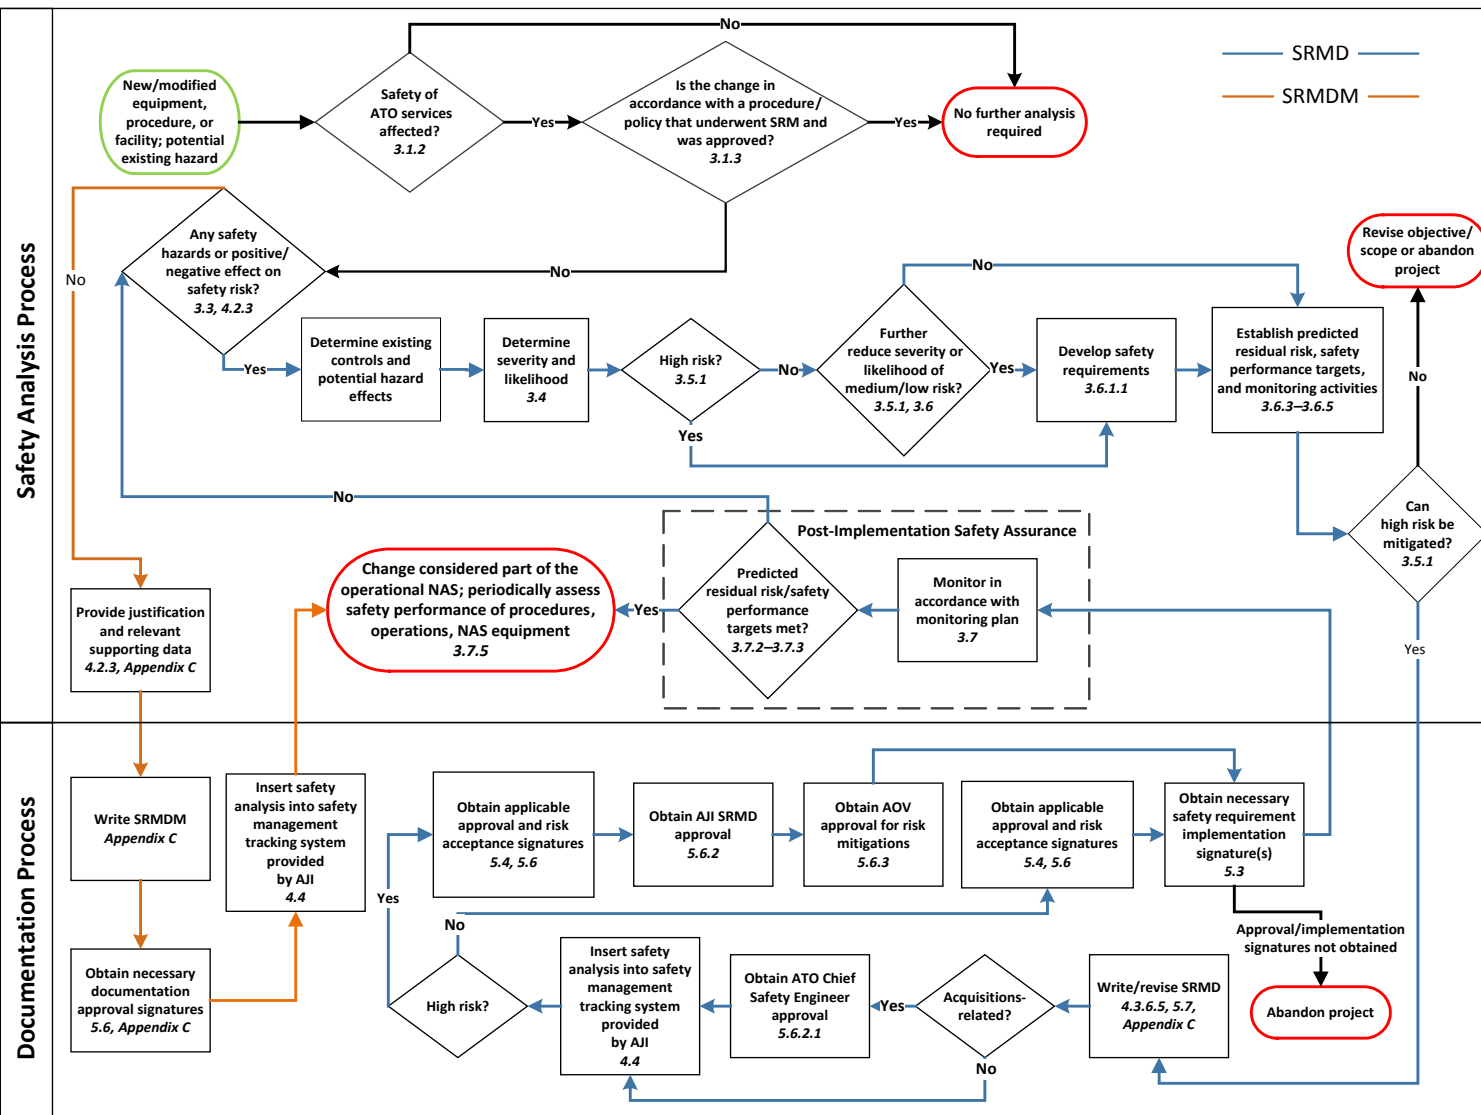 No
SRMD
SRMDM
New/modified
equipment,
procedure, or
facility; potential
existing hazard
Safety of
ATO services
affected?
3.1.2
Yes
Is the change in
accordance with a procedure/
policy that underwent SRM and
was approved?
3.1.3
Yes
No further analysis
required
Safety Analysis Process
No
Any safety
hazards or positive/
negative effect on
safety risk?
3.3, 4.2.3
No
Yes
Determine existing
controls and
potential hazard
effects
Determine
severity and
likelihood
3.4
High risk?
3.5.1
No
Yes
Further
reduce severity or
likelihood of
medium/low risk?
3.5.1, 3.6
No
Yes
Develop safety
requirements
3.6.1.1
Establish predicted
residual risk, safety
performance targets,
and monitoring activities
3.6.3–3.6.5
Revise objective/
scope or abandon
project
No
Can
high risk be
mitigated?
3.5.1
Yes
No
Post-Implementation Safety Assurance
Provide justification
and relevant
supporting data
4.2.3, Appendix C
Change considered part of the
operational NAS; periodically assess
safety performance of procedures,
operations, NAS equipment
3.7.5
Yes
Predicted
residual risk/safety
performance
targets met?
3.7.2–3.7.3
Monitor in
accordance with
monitoring plan
3.7
Documentation Process
Write SRMDM
Appendix C
Insert safety
analysis into safety
management
tracking system
provided
by AJI
4.4
Obtain necessary
documentation
approval signatures
5.6, Appendix C
Yes
Obtain applicable
approval and risk
acceptance signatures
5.4, 5.6
Obtain AJI SRMD
approval
5.6.2
Obtain AOV
approval for risk
mitigations
5.6.3
Obtain applicable
approval and risk
acceptance signatures
5.4, 5.6
Obtain necessary
safety requirement
implementation
signature(s)
5.3
No
High risk?
Insert safety
analysis into safety
management
tracking system
provided
by AJI
4.4
Obtain ATO Chief
Safety Engineer
approval
5.6.2.1
Yes
Acquisitions-
related?
No
Write/revise SRMD
4.3.6.5, 5.7,
Appendix C
Approval/implementation
signatures not obtained
Abandon project